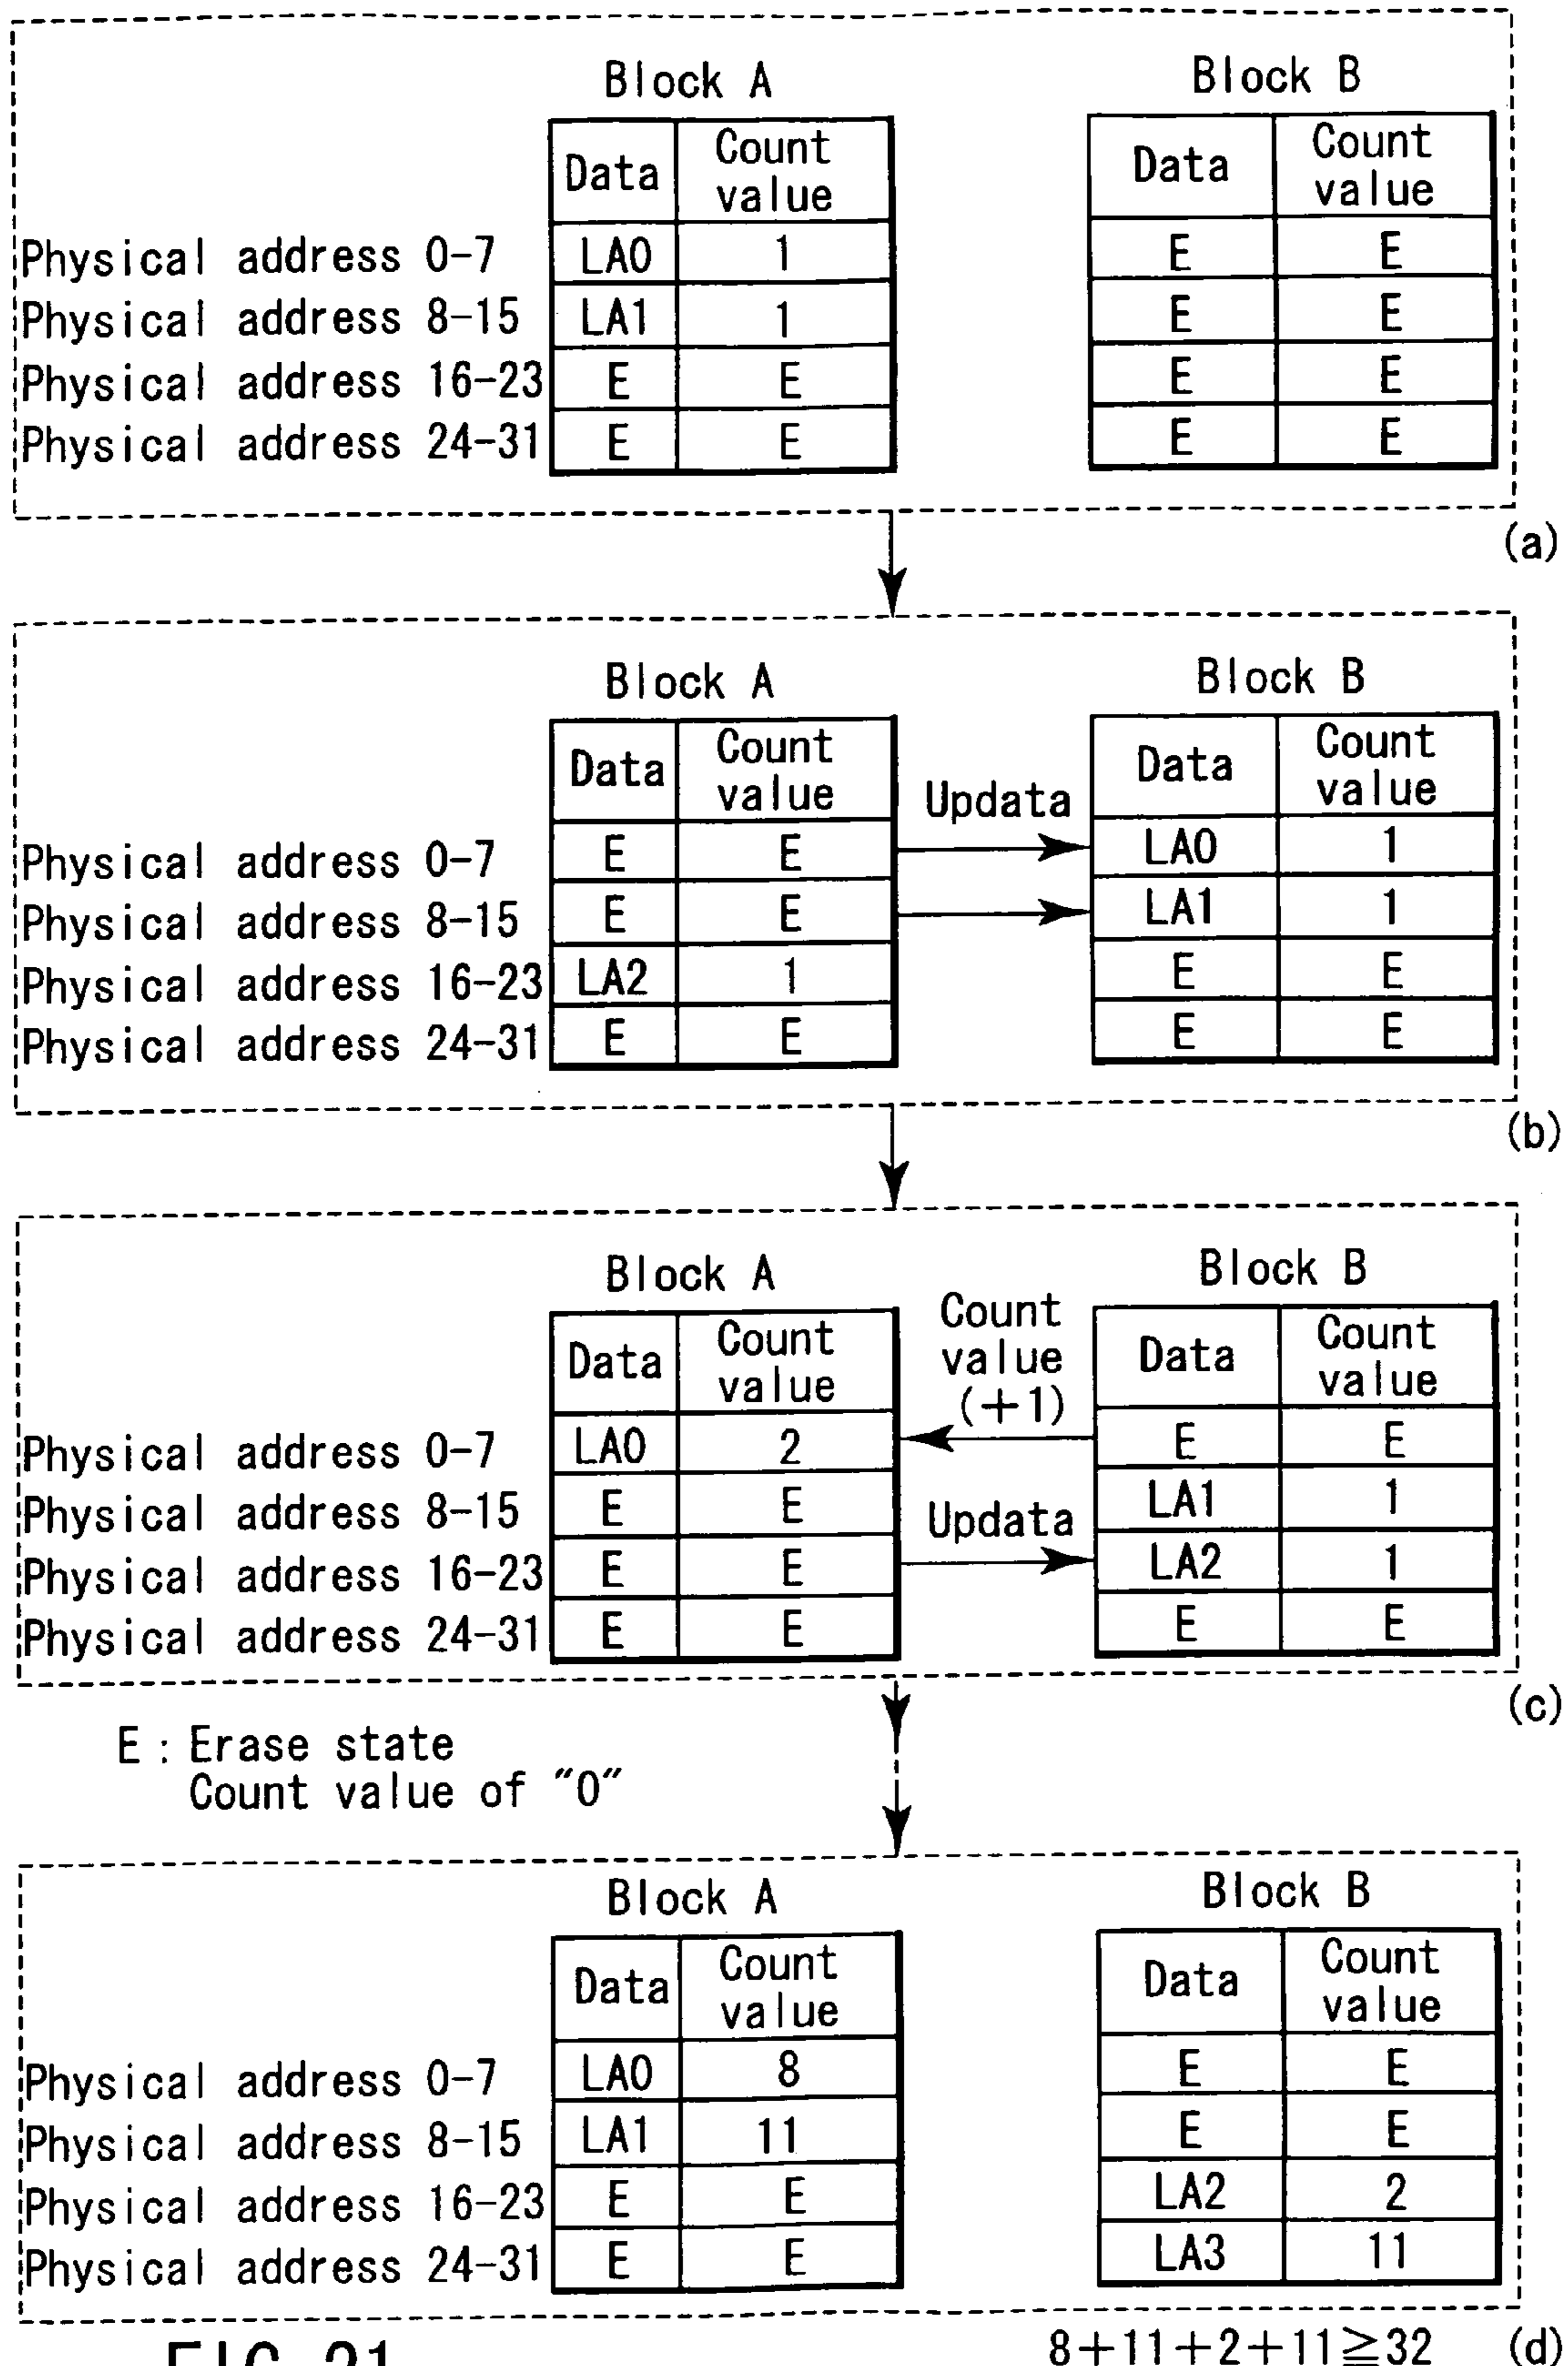 Block A Block B
Data Count value Data Count value
Physical address 0-7 LA0 1 E E
Physical address 8-15 LA1 1 E E
Physical address 16-23 E E E E
Physical address 24-31 E E E E
(a)
Block A Block B
Data Count value Updata Data Count value
Physical address 0-7 E E LA0 1
Physical address 8-15 E E LA1 1
Physical address 16-23 LA2 1 E E
Physical address 24-31 E E E E
(b)
Block A Block B
Data Count value Count value (+1) Data Count value
Physical address 0-7 LA0 2 E E
Physical address 8-15 E E Updata LA1 1
Physical address 16-23 E E LA2 1
Physical address 24-31 E E E E
(c)
E : Erase state
Count value of "0"
Block A Block B
Data Count value Data Count value
Physical address 0-7 LA0 8 E E
Physical address 8-15 LA1 11 E E
Physical address 16-23 E E LA2 2
Physical address 24-31 E E LA3 11
8+11+2+11≧32 (d)
FIG. 21